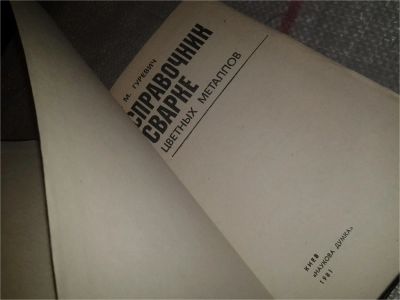 М. ГУРЕВИЧ
СПРАВОЧНИК
СВАРКЕ
ЦВЕТНЫХ МЕТАЛЛОВ
КИЕВ
«НАУКОВА ДУМКА»
1981